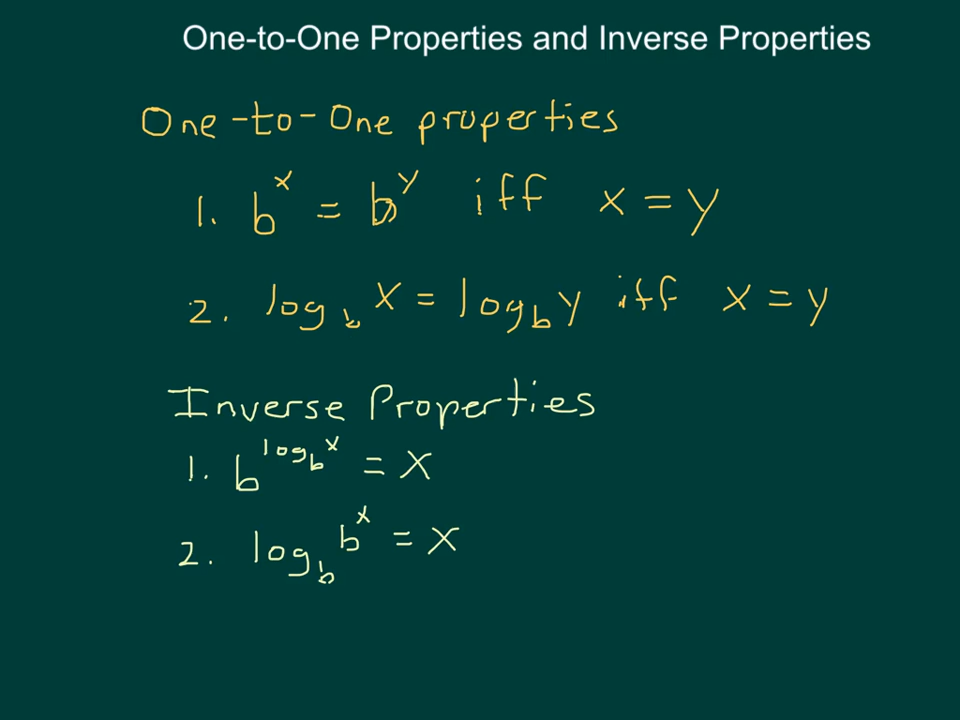 One-to-One Properties and Inverse Properties
One-to-One properties
1. b^x = b^y iff x = y
2. log_b x = log_b y iff x = y
Inverse Properties
1. b^{log_b x} = x
2. log_b b^x = x